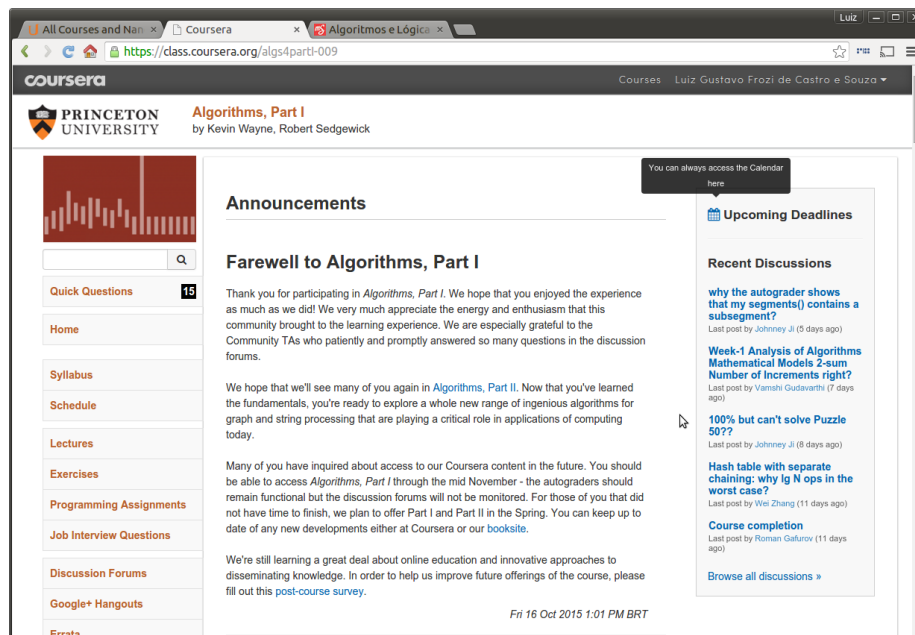 Luiz
All Courses and Nan
Coursera
Algoritmos e Lógica
https://class.coursera.org/algs4partI-009
coursera
Courses
Luiz Gustavo Frozi de Castro e Souza
PRINCETON
UNIVERSITY
Algorithms, Part I
by Kevin Wayne, Robert Sedgewick
Quick Questions 15
Home
Syllabus
Schedule
Lectures
Exercises
Programming Assignments
Job Interview Questions
Discussion Forums
Google+ Hangouts
Errata
Announcements
Farewell to Algorithms, Part I
Thank you for participating in Algorithms, Part I. We hope that you enjoyed the experience
as much as we did! We very much appreciate the energy and enthusiasm that this
community brought to the learning experience. We are especially grateful to the
Community TAs who patiently and promptly answered so many questions in the discussion
forums.
We hope that we'll see many of you again in Algorithms, Part II. Now that you've learned
the fundamentals, you're ready to explore a whole new range of ingenious algorithms for
graph and string processing that are playing a critical role in applications of computing
today.
Many of you have inquired about access to our Coursera content in the future. You should
be able to access Algorithms, Part I through the mid November - the autograders should
remain functional but the discussion forums will not be monitored. For those of you that did
not have time to finish, we plan to offer Part I and Part II in the Spring. You can keep up to
date of any new developments either at Coursera or our booksite.
We're still learning a great deal about online education and innovative approaches to
disseminating knowledge. In order to help us improve future offerings of the course, please
fill out this post-course survey.
Fri 16 Oct 2015 1:01 PM BRT
You can always access the Calendar
here
Upcoming Deadlines
Recent Discussions
why the autograder shows
that my segments() contains a
subsegment?
Last post by Johnney Ji (5 days ago)
Week-1 Analysis of Algorithms
Mathematical Models 2-sum
Number of Increments right?
Last post by Vamshi Gudavarthi (7 days
ago)
100% but can't solve Puzzle
50??
Last post by Johnney Ji (8 days ago)
Hash table with separate
chaining: why lg N ops in the
worst case?
Last post by Wei Zhang (11 days ago)
Course completion
Last post by Roman Gafurov (11 days
ago)
Browse all discussions »